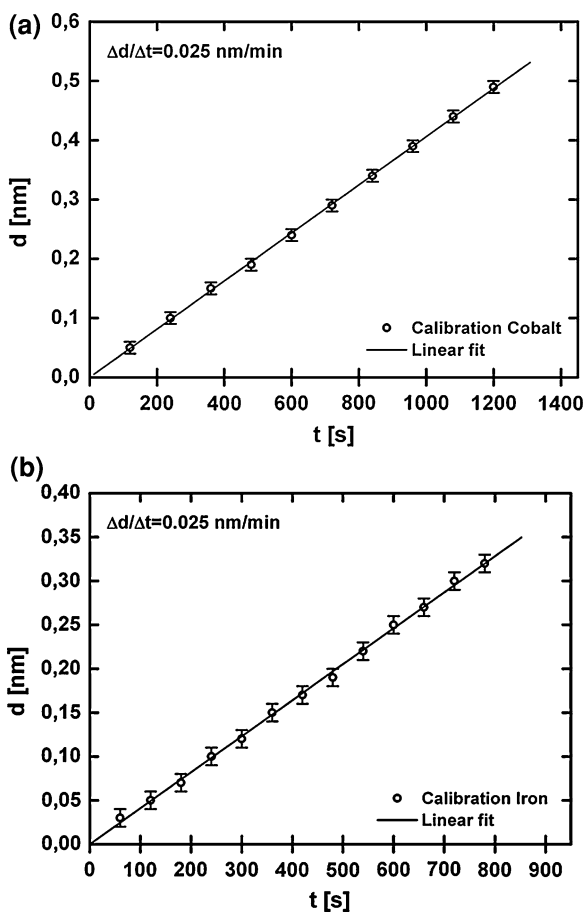 (a)
0,6
0,5
0,4
0,3
0,2
0,1
0,0
d [nm]
Δd/Δt=0.025 nm/min
Calibration Cobalt
Linear fit
0 200 400 600 800 1000 1200 1400
t [s]
(b)
0,40
0,35
0,30
0,25
0,20
0,15
0,10
0,05
0,00
d [nm]
Δd/Δt=0.025 nm/min
Calibration Iron
Linear fit
0 100 200 300 400 500 600 700 800 900
t [s]